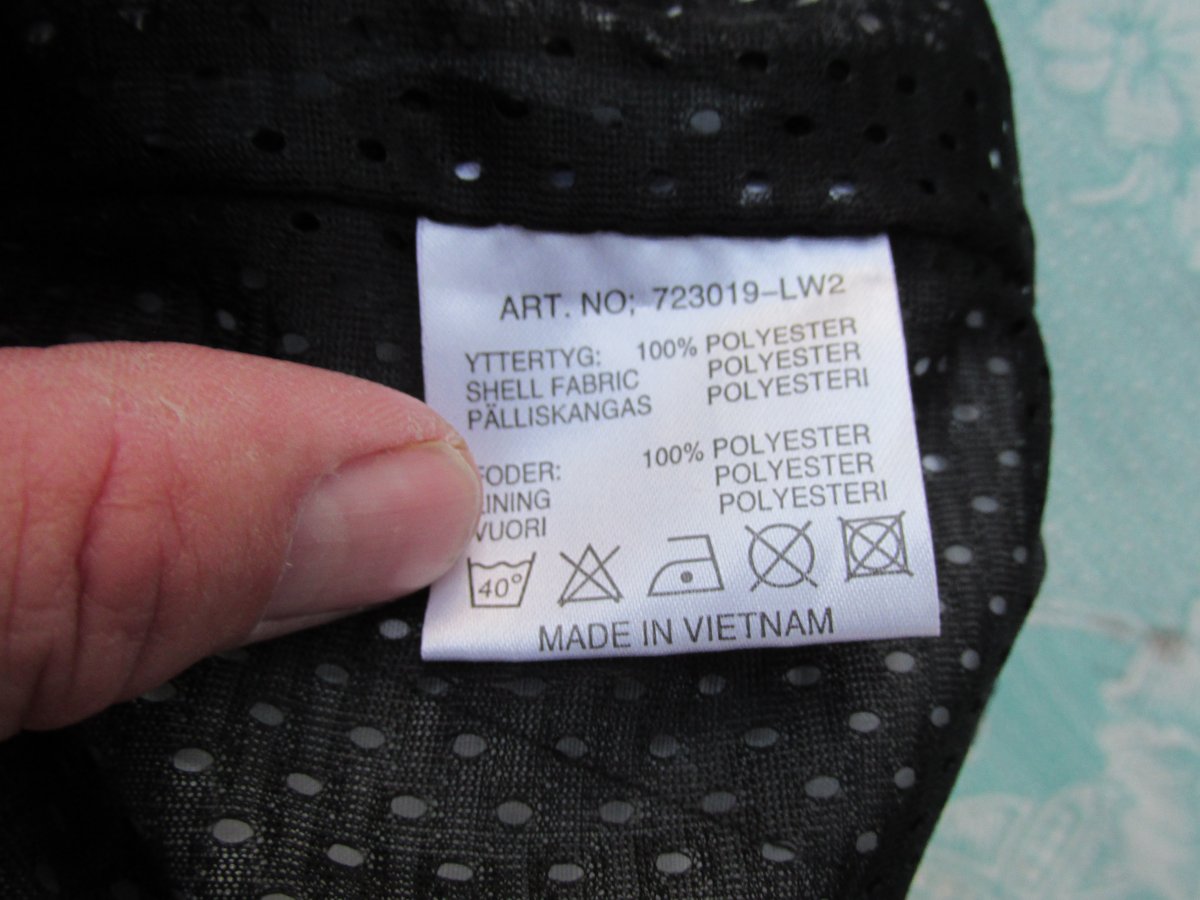 ART. NO; 723019-LW2
YTTERTYG: 100% POLYESTER
SHELL FABRIC POLYESTER
PÄLLISKANGAS POLYESTERI
FODER: 100% POLYESTER
LINING POLYESTER
VUORI POLYESTERI
40°
MADE IN VIETNAM